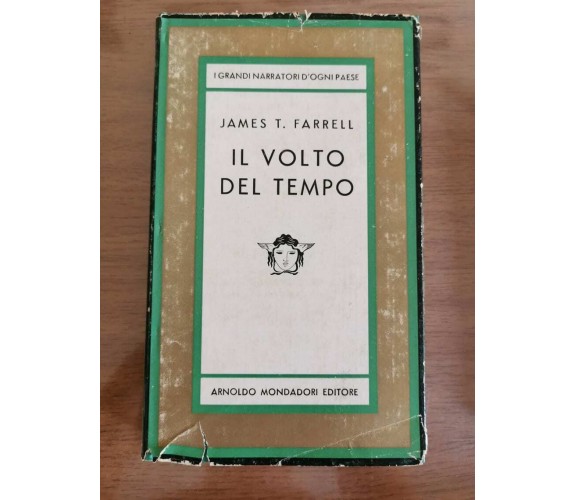 I GRANDI NARRATORI D'OGNI PAESE
JAMES T. FARRELL
IL VOLTO
DEL TEMPO
ARNOLDO MONDADORI EDITORE